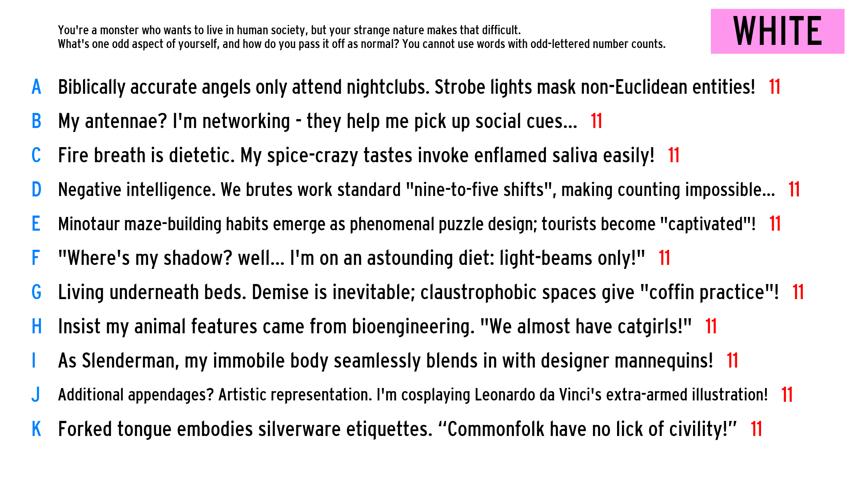 You're a monster who wants to live in human society, but your strange nature makes that difficult.
What's one odd aspect of yourself, and how do you pass it off as normal? You cannot use words with odd-lettered number counts.
WHITE
A Biblically accurate angels only attend nightclubs. Strobe lights mask non-Euclidean entities! 11
B My antennae? I'm networking - they help me pick up social cues... 11
C Fire breath is dietetic. My spice-crazy tastes invoke enflamed saliva easily! 11
D Negative intelligence. We brutes work standard "nine-to-five shifts", making counting impossible... 11
E Minotaur maze-building habits emerge as phenomenal puzzle design; tourists become "captivated"! 11
F "Where's my shadow? well... I'm on an astounding diet: light-beams only!" 11
G Living underneath beds. Demise is inevitable; claustrophobic spaces give "coffin practice"! 11
H Insist my animal features came from bioengineering. "We almost have catgirls!" 11
I As Slenderman, my immobile body seamlessly blends in with designer mannequins! 11
J Additional appendages? Artistic representation. I'm cosplaying Leonardo da Vinci's extra-armed illustration! 11
K Forked tongue embodies silverware etiquettes. “Commonfolk have no lick of civility!” 11